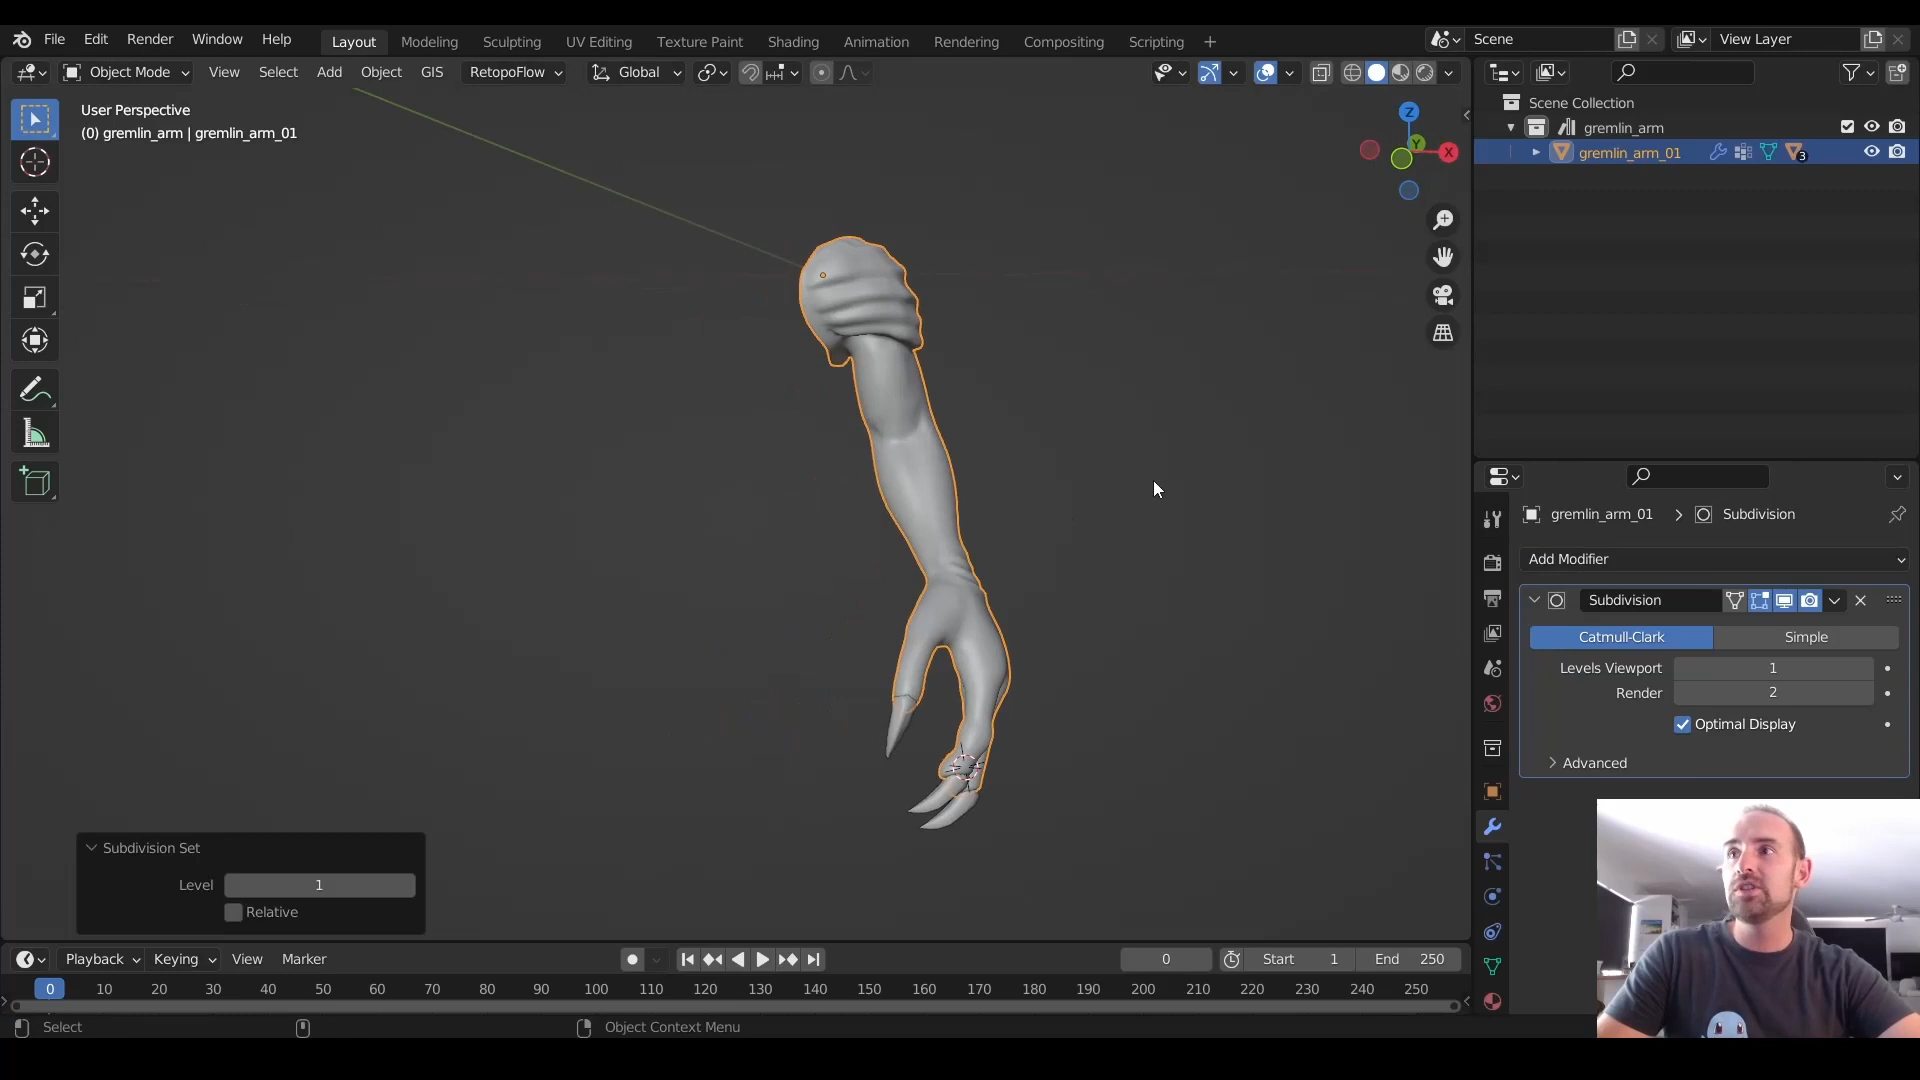 File Edit Render Window Help Layout Modeling Sculpting UV Editing Texture Paint Shading Animation Rendering Compositing Scripting + Scene View Layer
Object Mode View Select Add Object GIS RetopoFlow Global
User Perspective
(0) gremlin_arm | gremlin_arm_01
Z
Y
X
Scene Collection
gremlin_arm
gremlin_arm_01 3
gremlin_arm_01 > Subdivision
Add Modifier
Subdivision
Catmull-Clark Simple
Levels Viewport 1
Render 2
Optimal Display
Advanced
Subdivision Set
Level 1
Relative
Playback Keying View Marker 0 Start 1 End 250
0 10 20 30 40 50 60 70 80 90 100 110 120 130 140 150 160 170 180 190 200 210 220 230 240 250
Select Object Context Menu